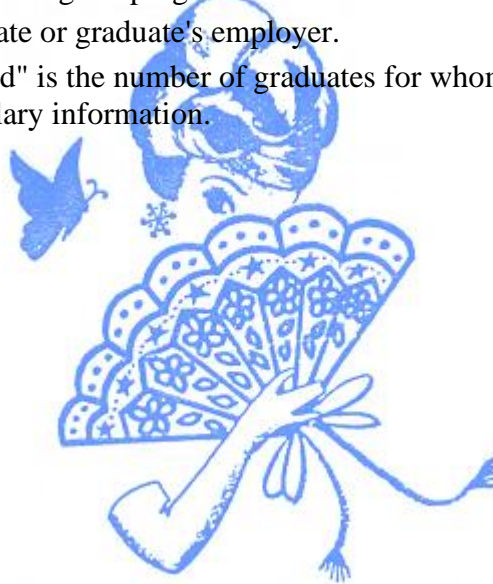 ate or graduate's employer.
d" is the number of graduates for whom
lary information.